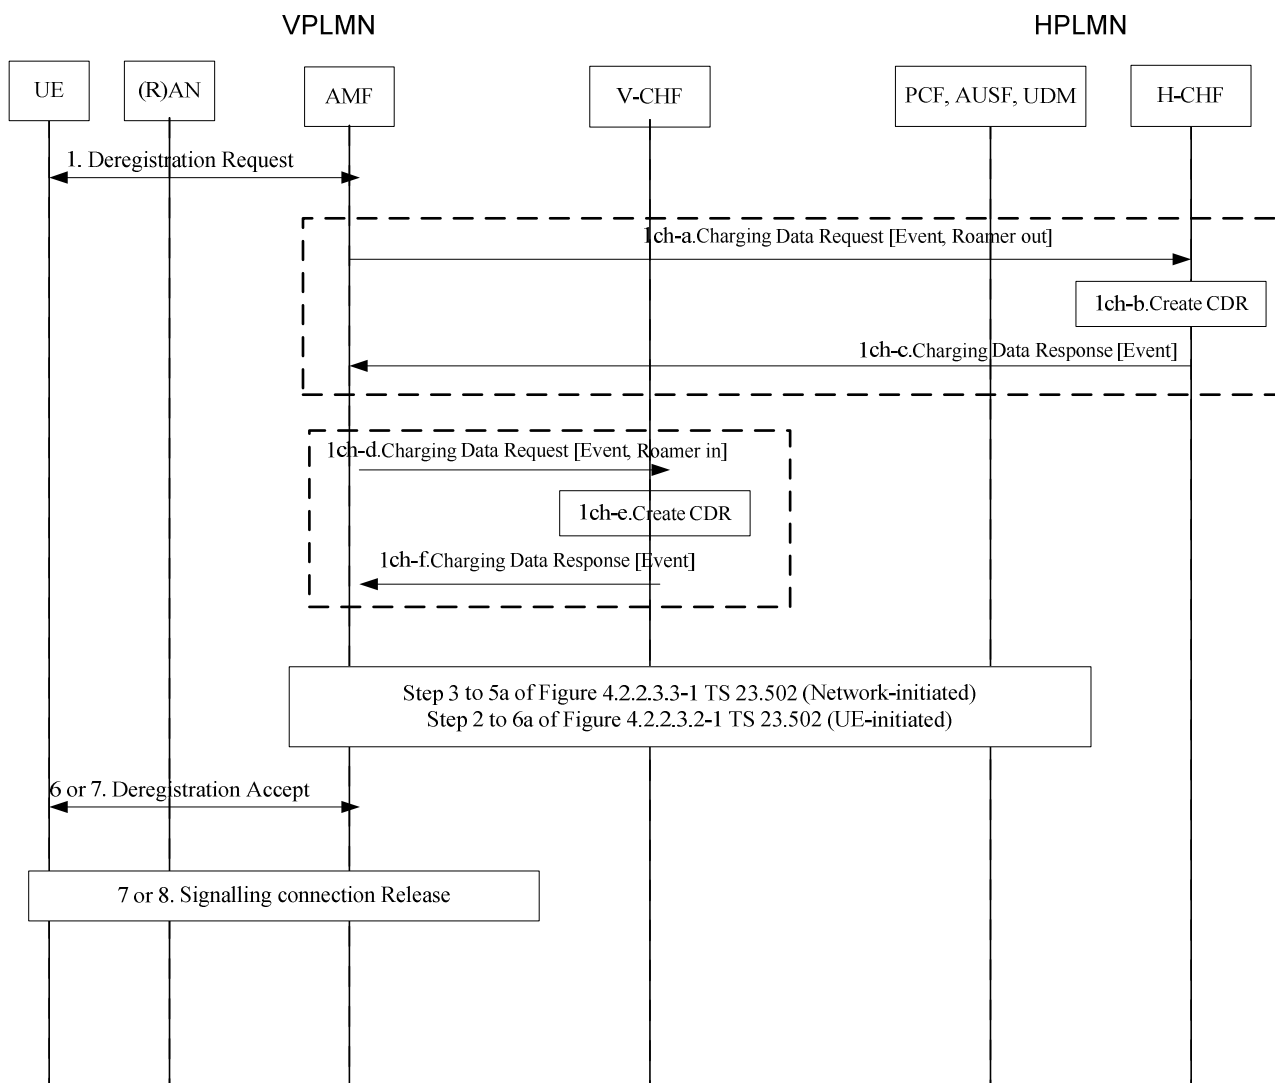 VPLMN
HPLMN
UE
(R)AN
AMF
V-CHF
PCF, AUSF, UDM
H-CHF
1. Deregistration Request
1ch-a.Charging Data Request [Event, Roamer out]
1ch-b.Create CDR
1ch-c.Charging Data Response [Event]
1ch-d.Charging Data Request [Event, Roamer in]
1ch-e.Create CDR
1ch-f.Charging Data Response [Event]
Step 3 to 5a of Figure 4.2.2.3.3-1 TS 23.502 (Network-initiated)
Step 2 to 6a of Figure 4.2.2.3.2-1 TS 23.502 (UE-initiated)
6 or 7. Deregistration Accept
7 or 8. Signalling connection Release